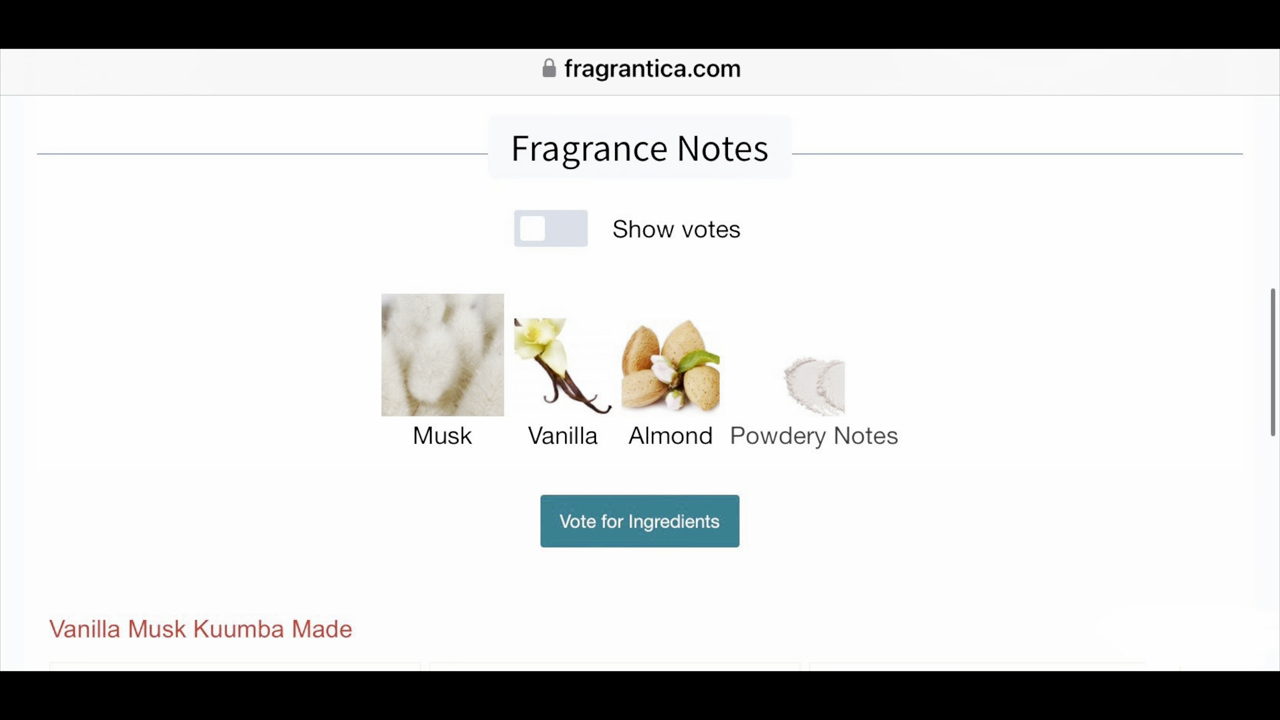 fragrantica.com
Fragrance Notes
Show votes
Musk Vanilla Almond Powdery Notes
Vote for Ingredients
Vanilla Musk Kuumba Made